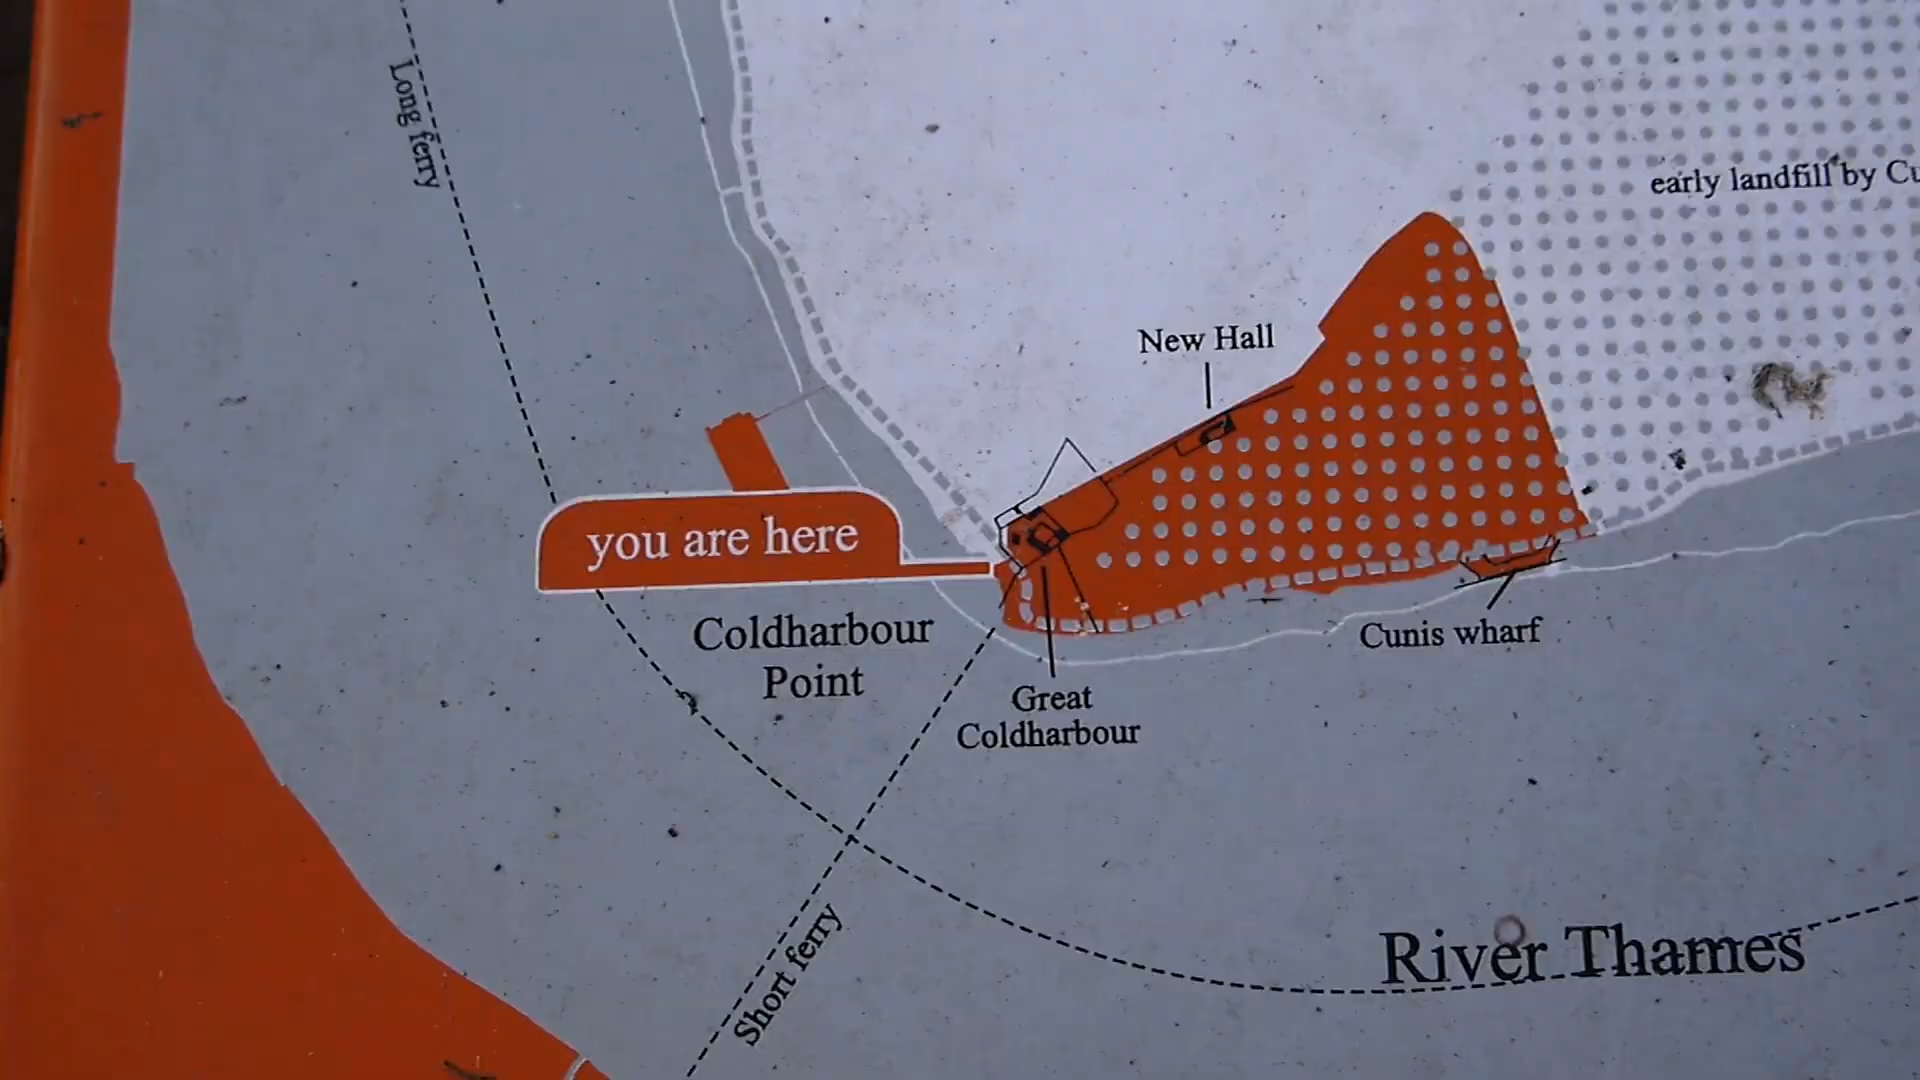 Long ferry
early landfill by
New Hall
you are here
Coldharbour
Point
Cunis wharf
Great
Coldharbour
River Thames
Short ferry